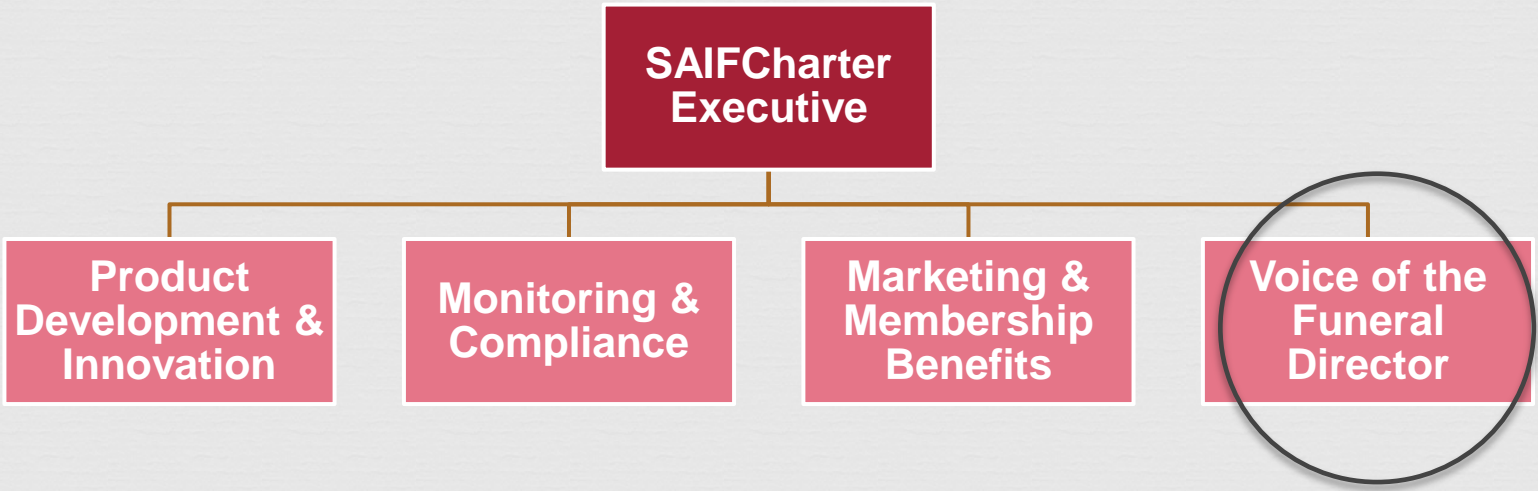 SAIFCharter
Executive
Product
Development &
Innovation
Monitoring &
Compliance
Marketing &
Membership
Benefits
Voice of the
Funeral
Director